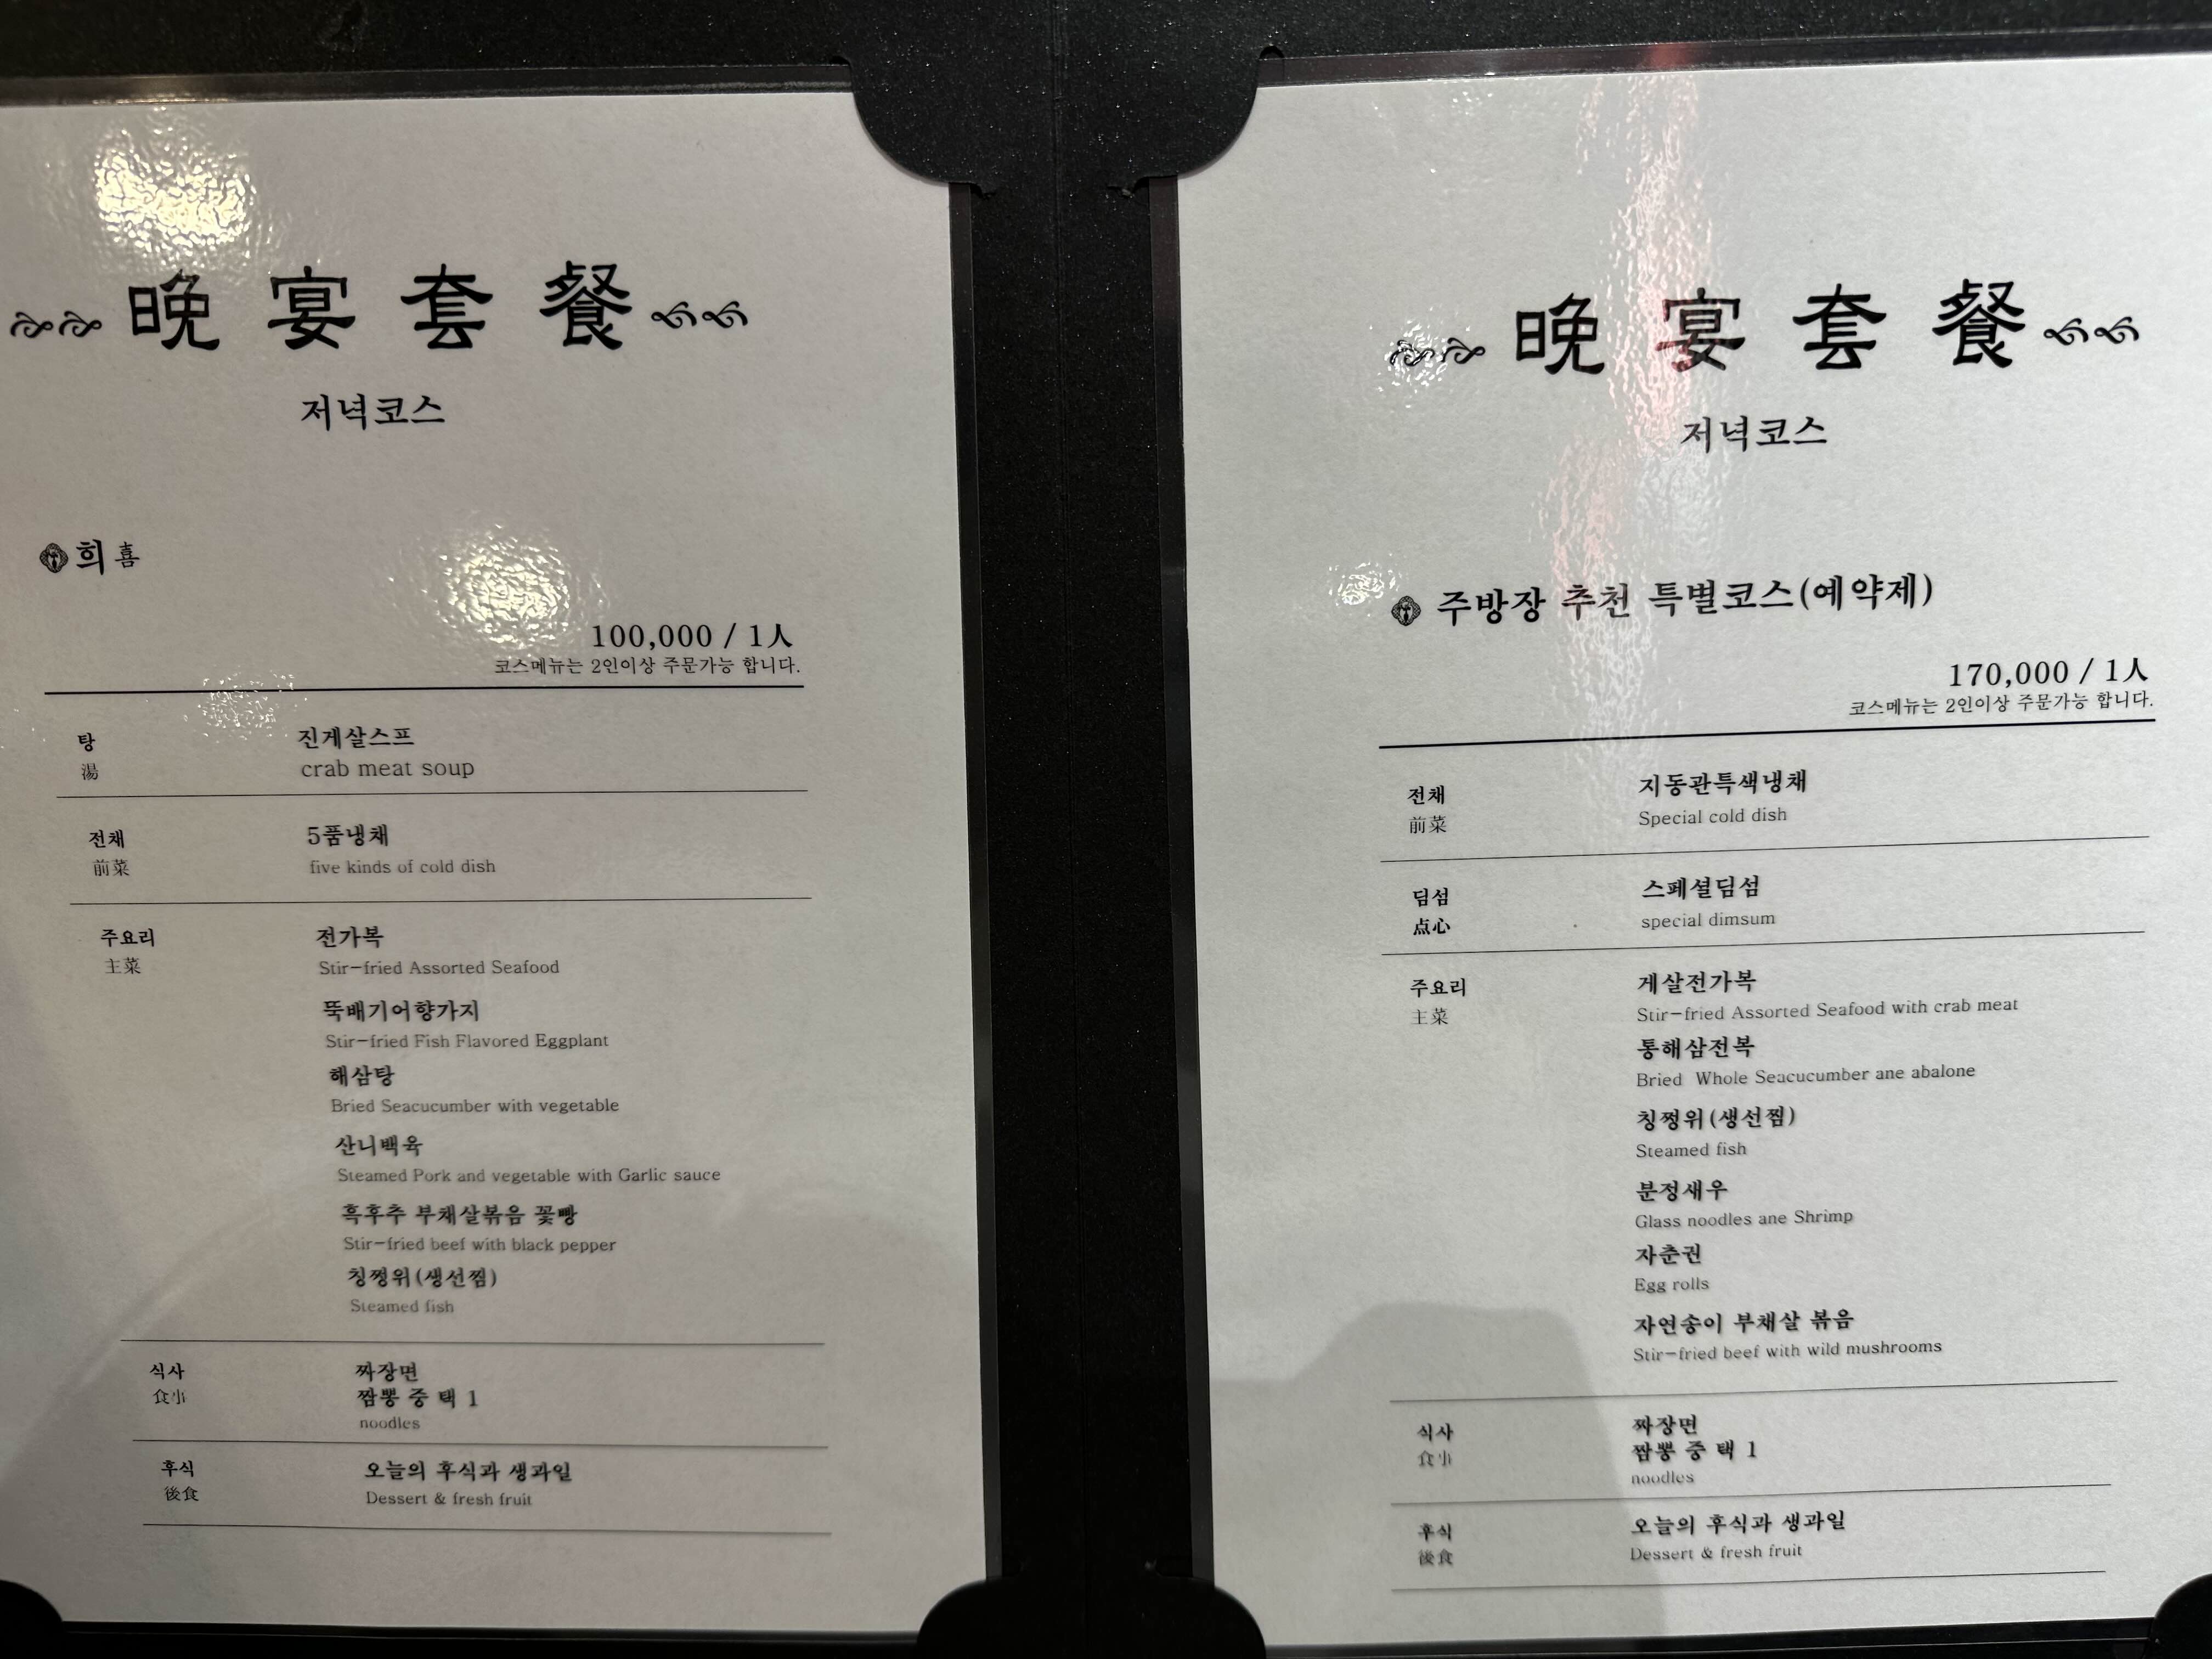 晩宴套餐
저녁코스
희 喜
100,000 / 1人
코스메뉴는 2인이상 주문가능 합니다.
탕
湯
진게살스프
crab meat soup
전채
前菜
5품냉채
five kinds of cold dish
주요리
主菜
전가복
Stir-fried Assorted Seafood
뚝배기어향가지
Stir-fried Fish Flavored Eggplant
해삼탕
Bried Seacucumber with vegetable
산니백육
Steamed Pork and vegetable with Garlic sauce
흑후추 부채살볶음 꽃빵
Stir-fried beef with black pepper
칭쩡위(생선찜)
Steamed fish
식사
食事
짜장면
짬뽕 중 택 1
noodles
후식
後食
오늘의 후식과 생과일
Dessert & fresh fruit
晩宴套餐
저녁코스
주방장 추천 특별코스(예약제)
170,000 / 1人
코스메뉴는 2인이상 주문가능 합니다.
전채
前菜
지동관특색냉채
Special cold dish
딤섬
点心
스페셜딤섬
special dimsum
주요리
主菜
게살전가복
Stir-fried Assorted Seafood with crab meat
통해삼전복
Bried Whole Seacucumber ane abalone
칭쩡위(생선찜)
Steamed fish
분정새우
Glass noodles ane Shrimp
자춘권
Egg rolls
자연송이 부채살 볶음
Stir-fried beef with wild mushrooms
식사
食事
짜장면
짬뽕 중 택 1
noodles
후식
後食
오늘의 후식과 생과일
Dessert & fresh fruit